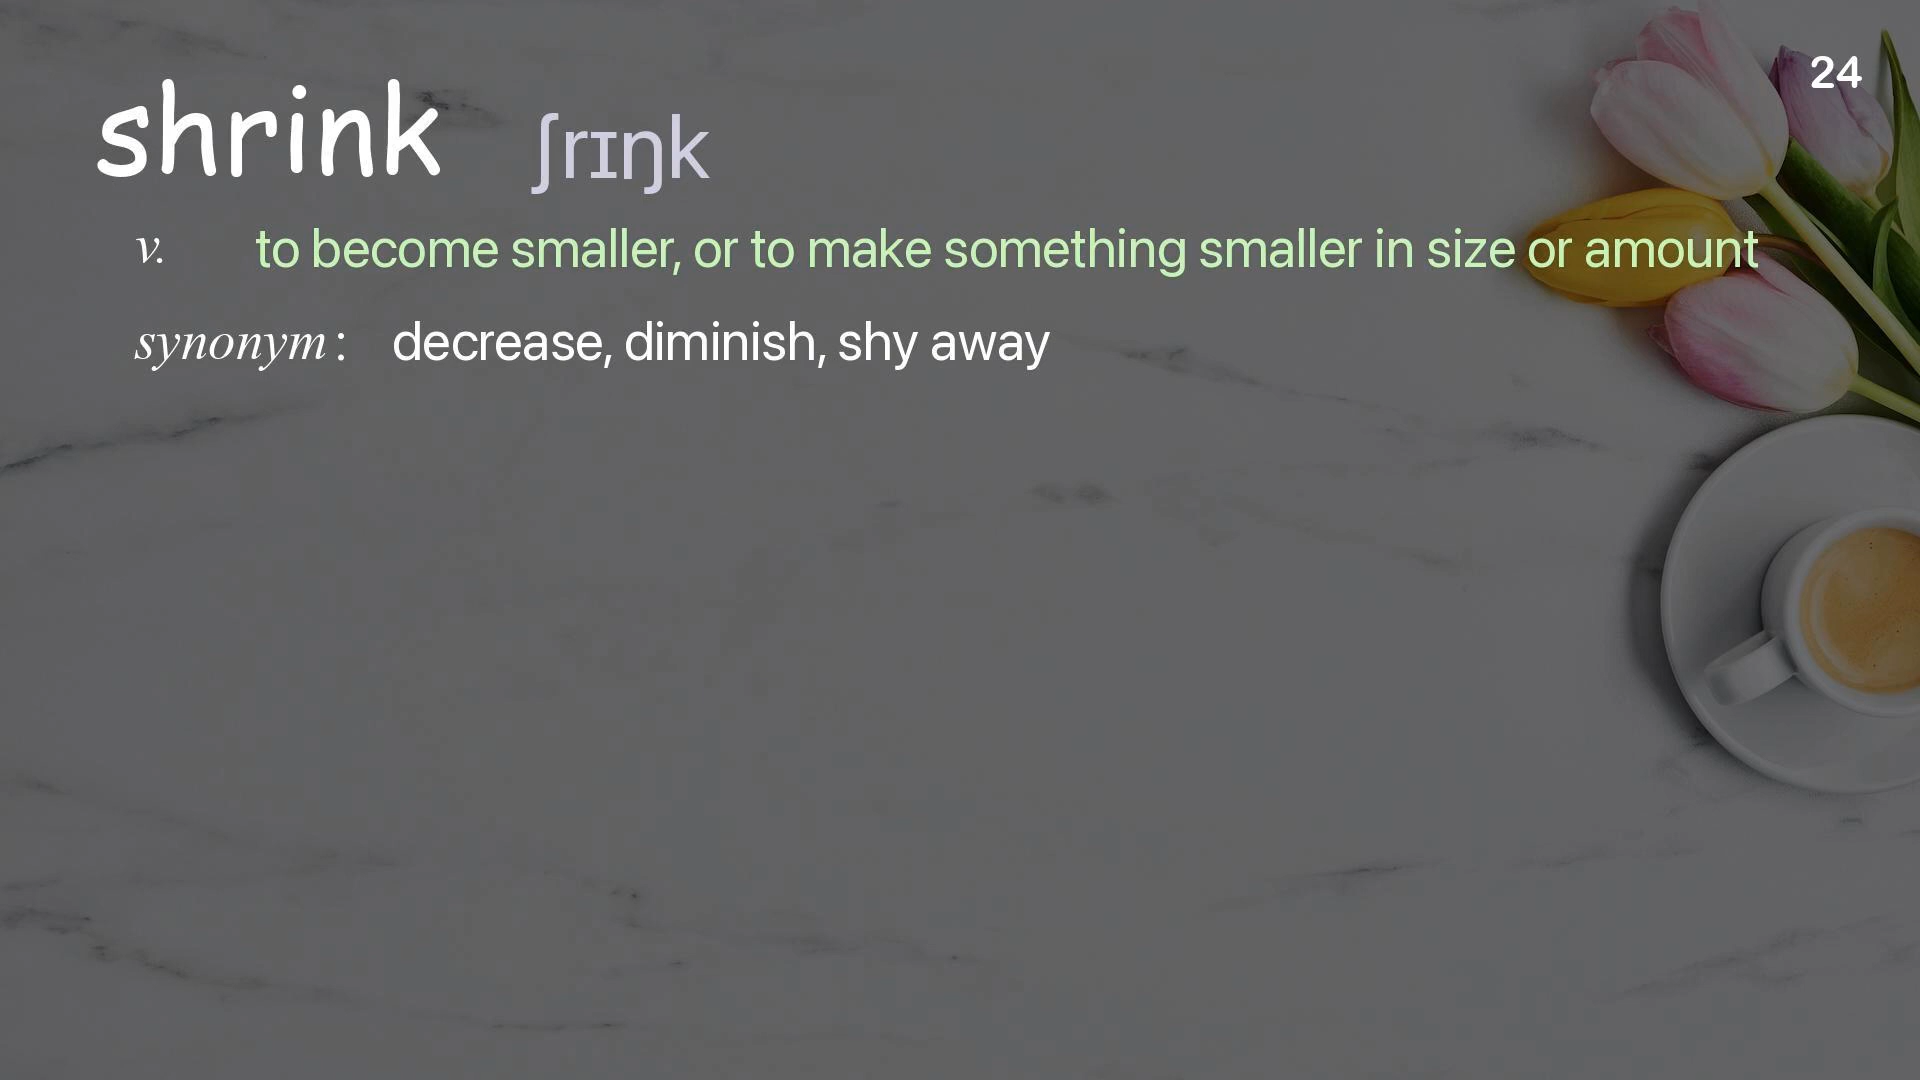 24
shrink ʃrɪŋk
v. to become smaller, or to make something smaller in size or amount
synonym : decrease, diminish, shy away